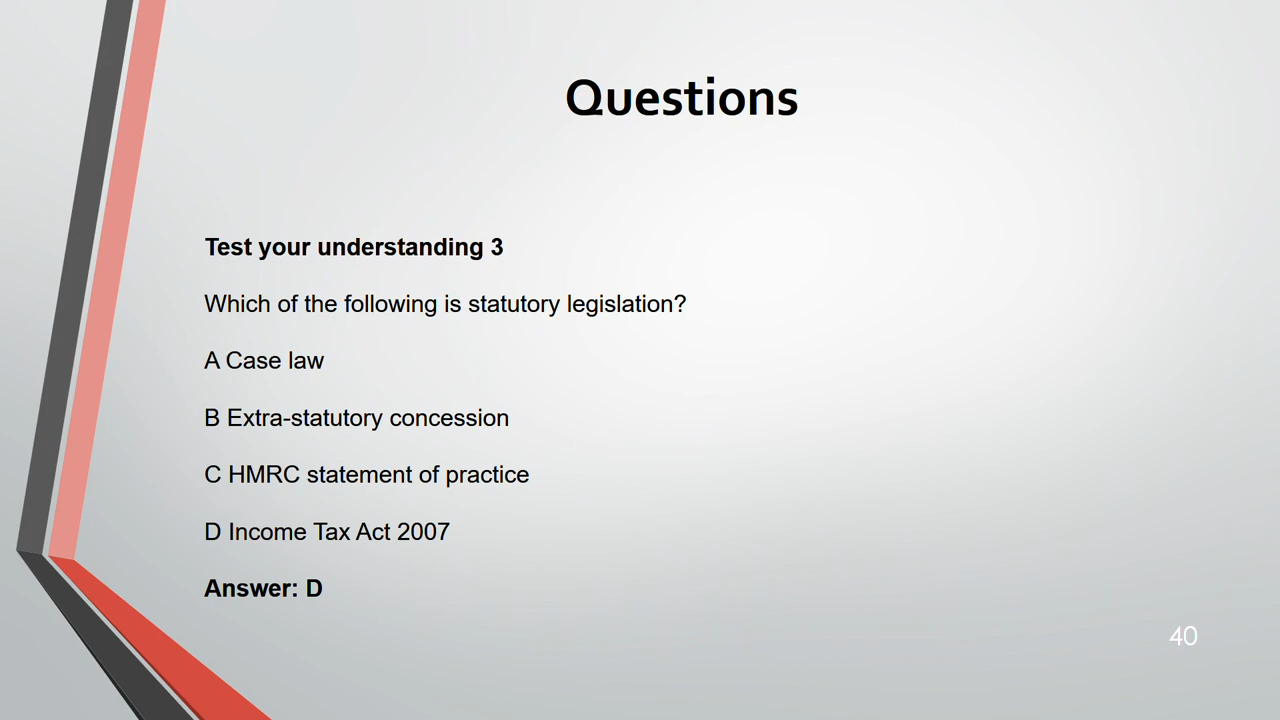 Questions
Test your understanding 3
Which of the following is statutory legislation?
A Case law
B Extra-statutory concession
C HMRC statement of practice
D Income Tax Act 2007
Answer: D
40